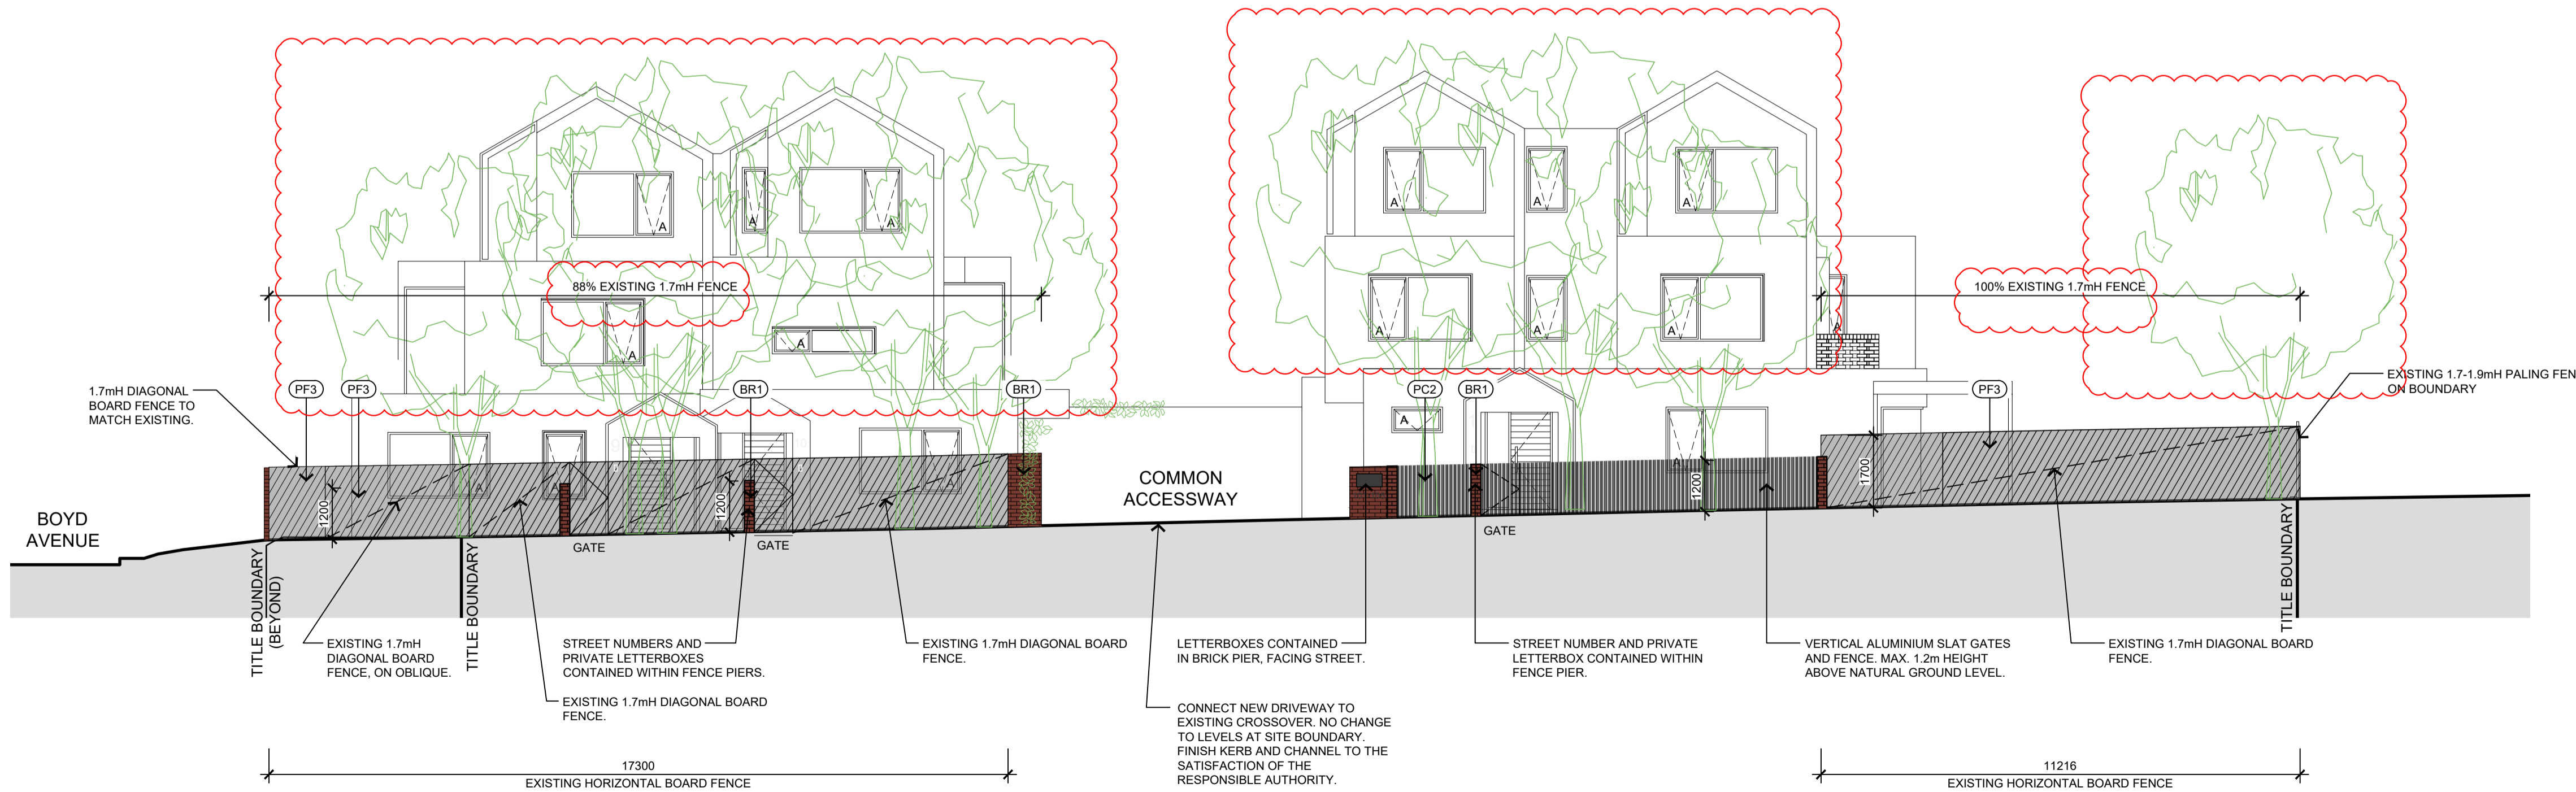 A
A
A
A
A
A
88% EXISTING 1.7mH FENCE
100% EXISTING 1.7mH FENCE
A
A
A
A
A
A
1.7mH DIAGONAL
BOARD FENCE TO
MATCH EXISTING.
PF3
PF3
BR1
BR1
PC2
BR1
PF3
EXISTING 1.7-1.9mH PALING FEN
ON BOUNDARY
A
A
A
A
1200
1200
1200
1700
COMMON
ACCESSWAY
BOYD
AVENUE
GATE
GATE
GATE
TITLE BOUNDARY
(BEYOND)
TITLE BOUNDARY
TITLE BOUNDARY
EXISTING 1.7mH
DIAGONAL BOARD
FENCE, ON OBLIQUE.
STREET NUMBERS AND
PRIVATE LETTERBOXES
CONTAINED WITHIN FENCE PIERS.
EXISTING 1.7mH DIAGONAL BOARD
FENCE.
EXISTING 1.7mH DIAGONAL BOARD
FENCE.
LETTERBOXES CONTAINED
IN BRICK PIER, FACING STREET.
STREET NUMBER AND PRIVATE
LETTERBOX CONTAINED WITHIN
FENCE PIER.
VERTICAL ALUMINIUM SLAT GATES
AND FENCE. MAX. 1.2m HEIGHT
ABOVE NATURAL GROUND LEVEL.
EXISTING 1.7mH DIAGONAL BOARD
FENCE.
CONNECT NEW DRIVEWAY TO
EXISTING CROSSOVER. NO CHANGE
TO LEVELS AT SITE BOUNDARY.
FINISH KERB AND CHANNEL TO THE
SATISFACTION OF THE
RESPONSIBLE AUTHORITY.
17300
EXISTING HORIZONTAL BOARD FENCE
11216
EXISTING HORIZONTAL BOARD FENCE